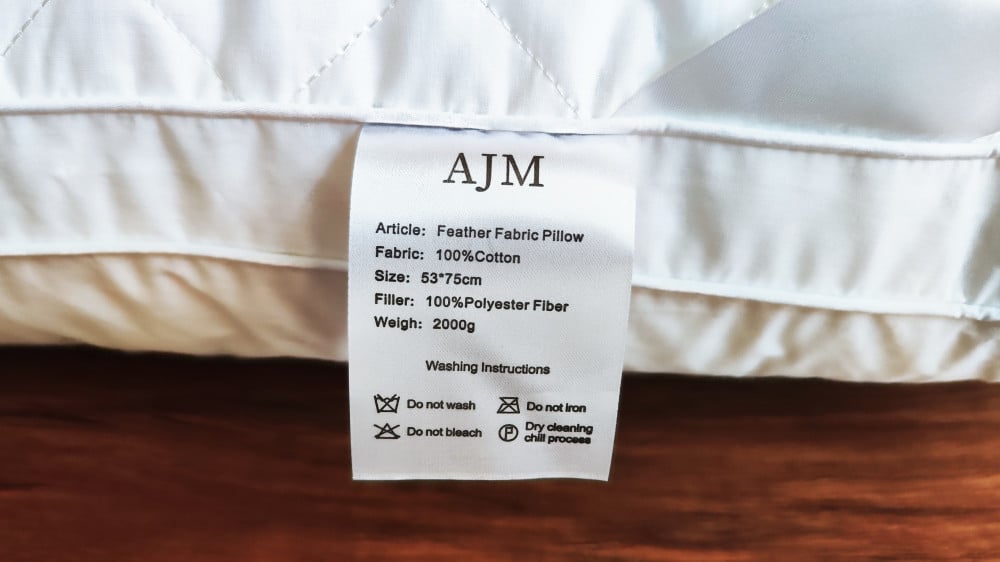 AJM
Article: Feather Fabric Pillow
Fabric: 100%Cotton
Size: 53*75cm
Filler: 100%Polyester Fiber
Weigh: 2000g
Washing Instructions
Do not wash
Do not iron
Do not bleach
P
Dry cleaning
chill process